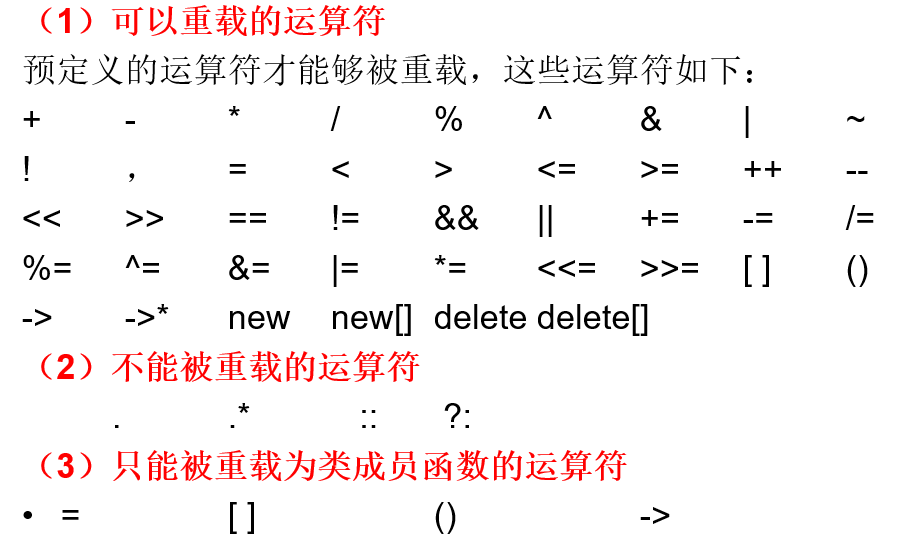 （1）可以重载的运算符
预定义的运算符才能够被重载，这些运算符如下：
+ - * / % ^ & | ~
! ， = < > <= >= ++ --
<< >> == != && || += -= /=
%= ^= &= |= *= <<= >>= [ ] ()
-> ->* new new[] delete delete[]
（2）不能被重载的运算符
. .* :: ?:
（3）只能被重载为类成员函数的运算符
• = [ ] () ->